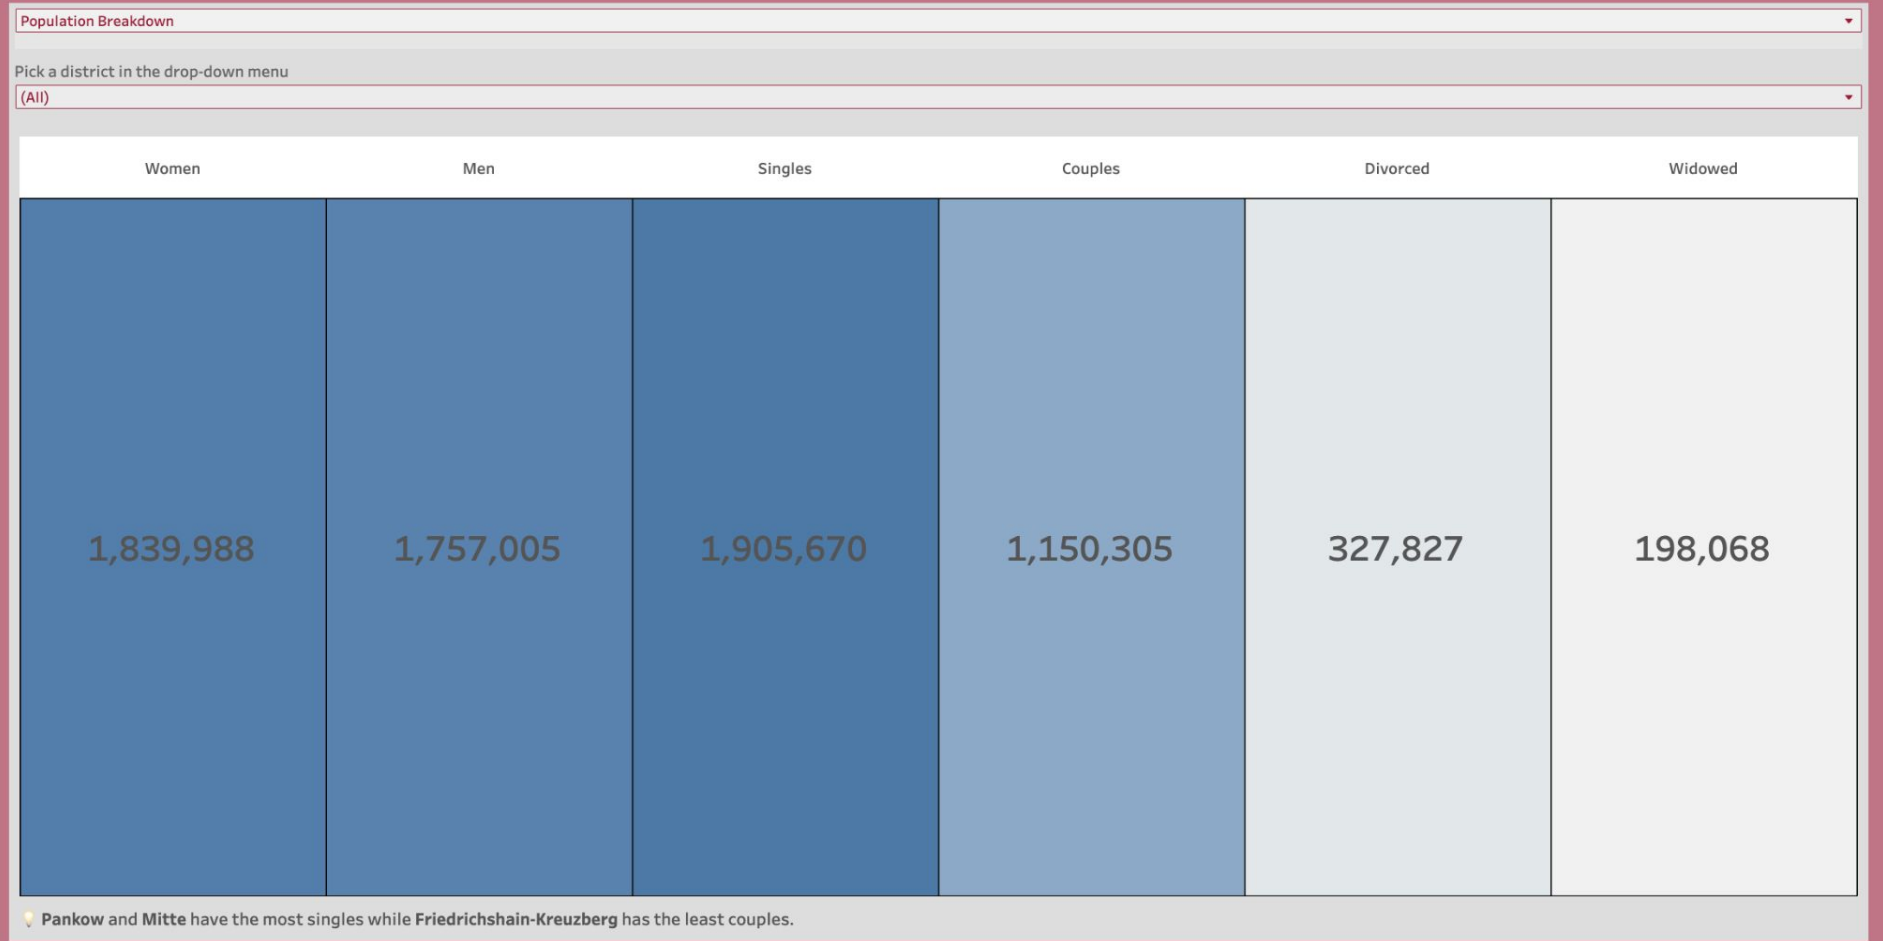 Population Breakdown
Pick a district in the drop-down menu
(All)
Women Men Singles Couples Divorced Widowed
1,839,988 1,757,005 1,905,670 1,150,305 327,827 198,068
Pankow and Mitte have the most singles while Friedrichshain-Kreuzberg has the least couples.